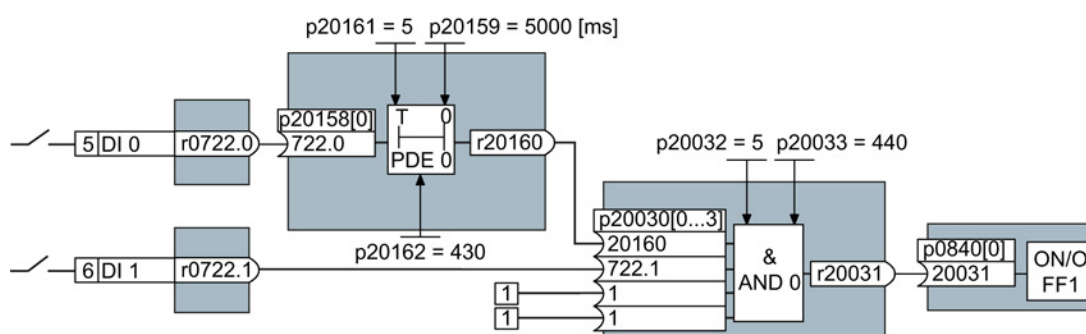 p20161 = 5 p20159 = 5000 [ms]
p20158[0]
T 0
5 DI 0 r0722.0 722.0 r20160
PDE 0
p20032 = 5 p20033 = 440
p20162 = 430
p20030[0...3]
20160
&
p0840[0]
6 DI 1 r0722.1 722.1
AND 0 r20031 20031
ON/O
FF1
1 1
1 1